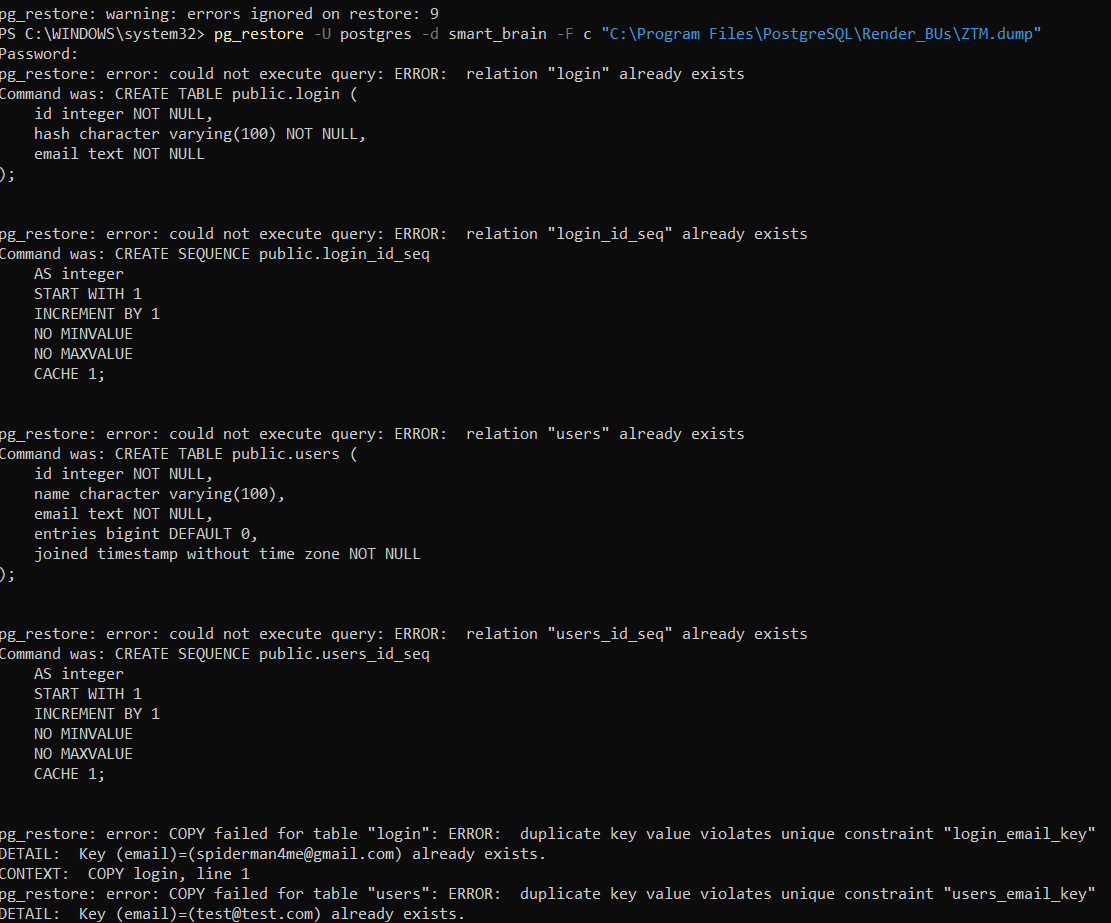 pg_restore: warning: errors ignored on restore: 9
PS C:\WINDOWS\system32> pg_restore -U postgres -d smart_brain -F c "C:\Program Files\PostgreSQL\Render_BUs\ZTM.dump"
Password:
pg_restore: error: could not execute query: ERROR:  relation "login" already exists
Command was: CREATE TABLE public.login (
    id integer NOT NULL,
    hash character varying(100) NOT NULL,
    email text NOT NULL
);
pg_restore: error: could not execute query: ERROR:  relation "login_id_seq" already exists
Command was: CREATE SEQUENCE public.login_id_seq
    AS integer
    START WITH 1
    INCREMENT BY 1
    NO MINVALUE
    NO MAXVALUE
    CACHE 1;
pg_restore: error: could not execute query: ERROR:  relation "users" already exists
Command was: CREATE TABLE public.users (
    id integer NOT NULL,
    name character varying(100),
    email text NOT NULL,
    entries bigint DEFAULT 0,
    joined timestamp without time zone NOT NULL
);
pg_restore: error: could not execute query: ERROR:  relation "users_id_seq" already exists
Command was: CREATE SEQUENCE public.users_id_seq
    AS integer
    START WITH 1
    INCREMENT BY 1
    NO MINVALUE
    NO MAXVALUE
    CACHE 1;
pg_restore: error: COPY failed for table "login": ERROR:  duplicate key value violates unique constraint "login_email_key"
DETAIL:  Key (email)=(spiderman4me@gmail.com) already exists.
CONTEXT:  COPY login, line 1
pg_restore: error: COPY failed for table "users": ERROR:  duplicate key value violates unique constraint "users_email_key"
DETAIL:  Key (email)=(test@test.com) already exists.